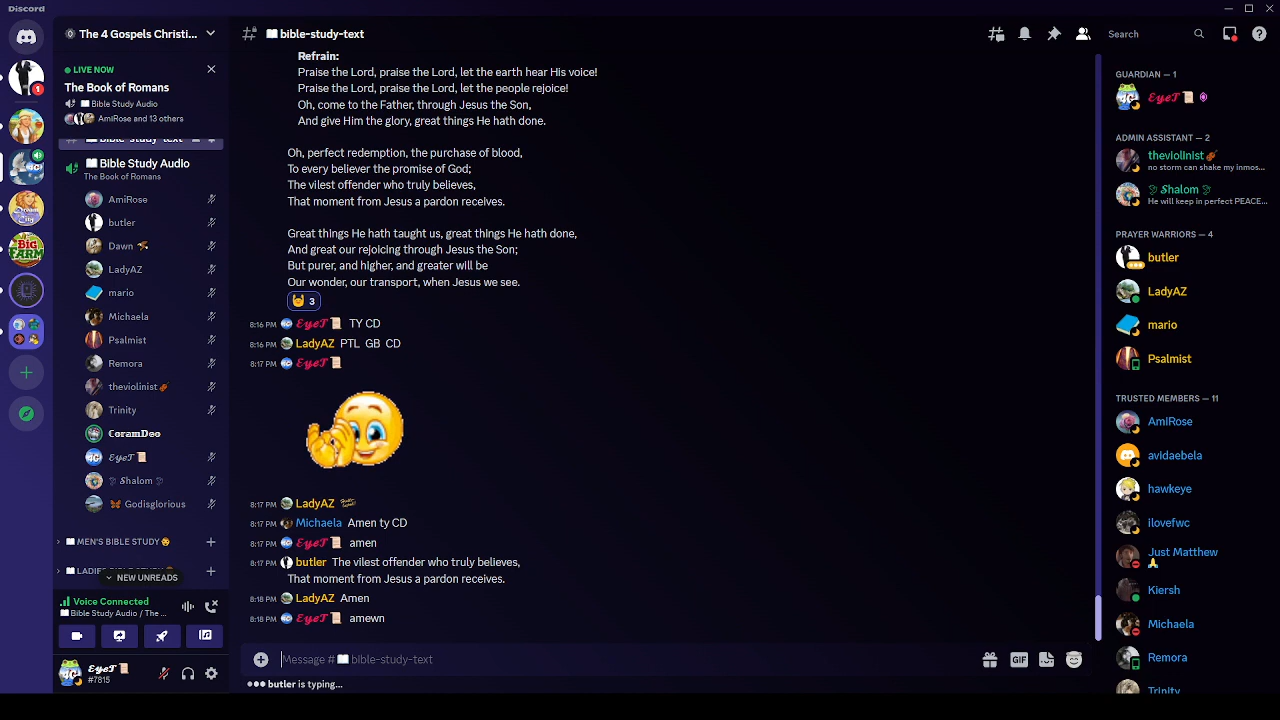 Discord
The 4 Gospels Christi...
LIVE NOW
The Book of Romans
Bible Study Audio
AmiRose and 13 others
Bible Study Audio
The Book of Romans
AmiRose
butler
Dawn
LadyAZ
mario
Michaela
Psalmist
Remora
theviolinist
Trinity
CoramDeo
EyeT
Shalom
Godisglorious
MEN'S BIBLE STUDY
NEW UNREADS
Voice Connected
Bible Study Audio / The ...
EyeT
#7815
1
bible-study-text
Search
Refrain:
Praise the Lord, praise the Lord, let the earth hear His voice!
Praise the Lord, praise the Lord, let the people rejoice!
Oh, come to the Father, through Jesus the Son,
And give Him the glory, great things He hath done.
Oh, perfect redemption, the purchase of blood,
To every believer the promise of God;
The vilest offender who truly believes,
That moment from Jesus a pardon receives.
Great things He hath taught us, great things He hath done,
And great our rejoicing through Jesus the Son;
But purer, and higher, and greater will be
Our wonder, our transport, when Jesus we see.
3
8:16 PM EyeT TY CD
8:16 PM LadyAZ PTL GB CD
8:17 PM EyeT
8:17 PM LadyAZ
8:17 PM Michaela Amen ty CD
8:17 PM EyeT amen
8:17 PM butler The vilest offender who truly believes,
That moment from Jesus a pardon receives.
8:18 PM LadyAZ Amen
8:18 PM EyeT amewn
Message # bible-study-text
GIF
butler is typing...
GUARDIAN — 1
EyeT
ADMIN ASSISTANT — 2
theviolinist
no storm can shake my inmos...
Shalom
He will keep in perfect PEACE...
PRAYER WARRIORS — 4
butler
LadyAZ
mario
Psalmist
TRUSTED MEMBERS — 11
AmiRose
avidaebela
hawkeye
ilovefwc
Just Matthew
Kiersh
Michaela
Remora
Trinity